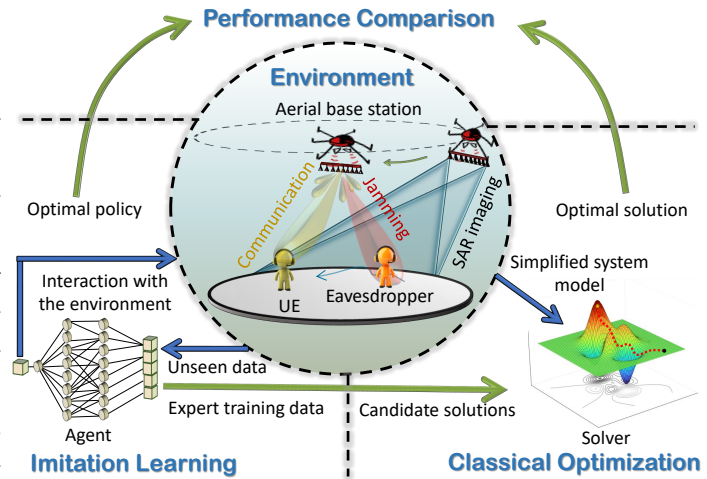 Performance Comparison
Environment
Aerial base station
Communication
Jamming
SAR imaging
Optimal policy
Optimal solution
Interaction with
the environment
Simplified system
model
UE
Eavesdropper
Unseen data
Expert training data
Candidate solutions
Agent
Solver
Imitation Learning
Classical Optimization